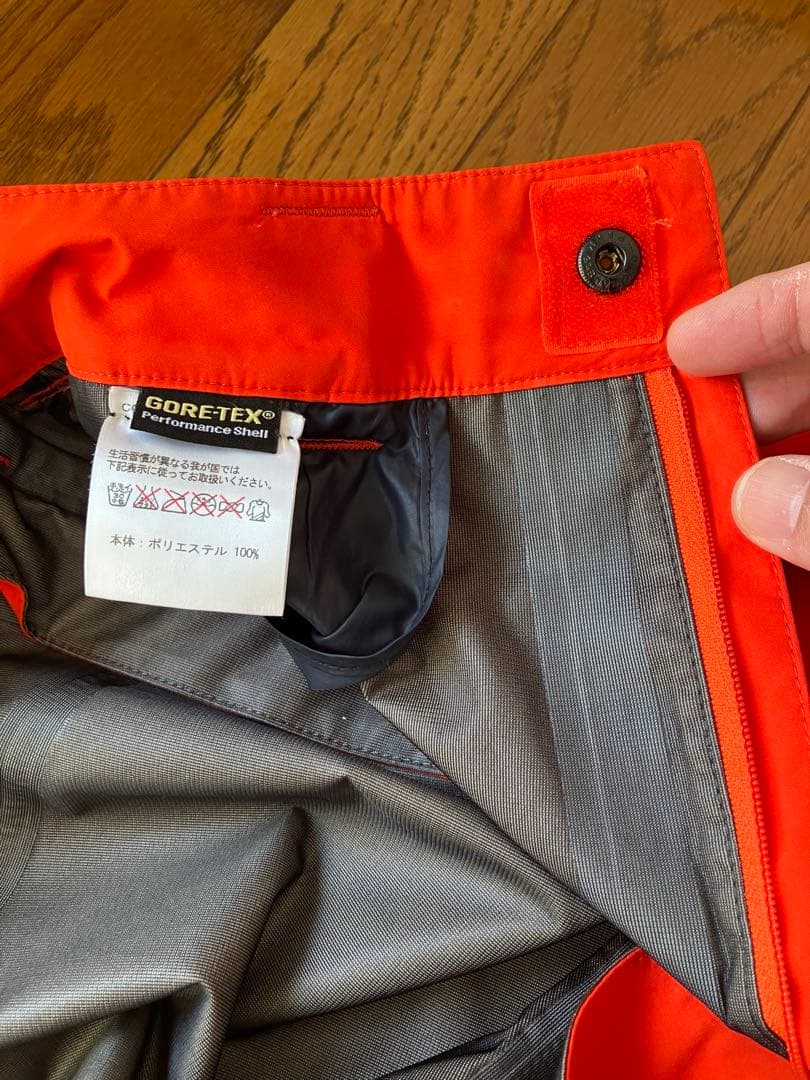 GORE-TEX®
Performance Shell
生活習慣が異なる我が国では
下記表示に従ってお取扱いください。
本体：ポリエステル 100%